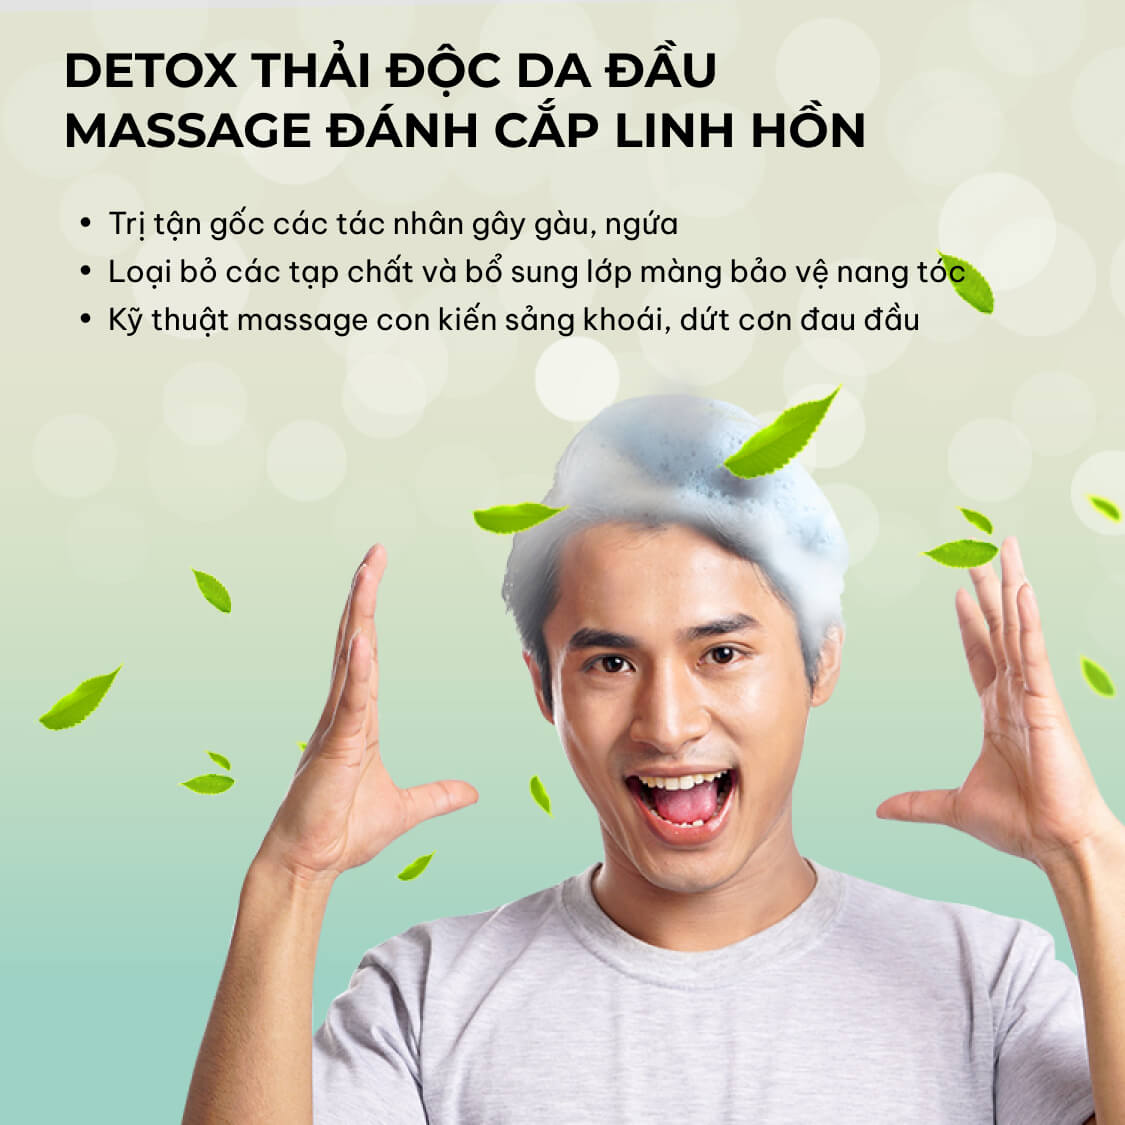 DETOX THẢI ĐỘC DA ĐẦU
MASSAGE ĐÁNH CẮP LINH HỒN
• Trị tận gốc các tác nhân gây gàu, ngứa
• Loại bỏ các tạp chất và bổ sung lớp màng bảo vệ nang tóc
• Kỹ thuật massage con kiến sảng khoái, dứt cơn đau đầu